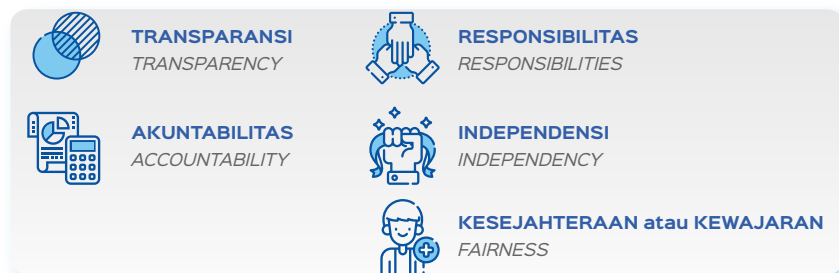 TRANSPARANSI
TRANSPARENCY
AKUNTABILITAS
ACCOUNTABILITY
RESPONSIBILITAS
RESPONSIBILITIES
INDEPENDENSI
INDEPENDENCY
KESEJAHTERAAN atau KEWAJARAN
FAIRNESS